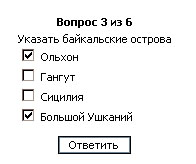 Вопрос 3 из 6
Указать байкальские острова
Ольхон
Гангут
Сицилия
Большой Ушканий
Ответить